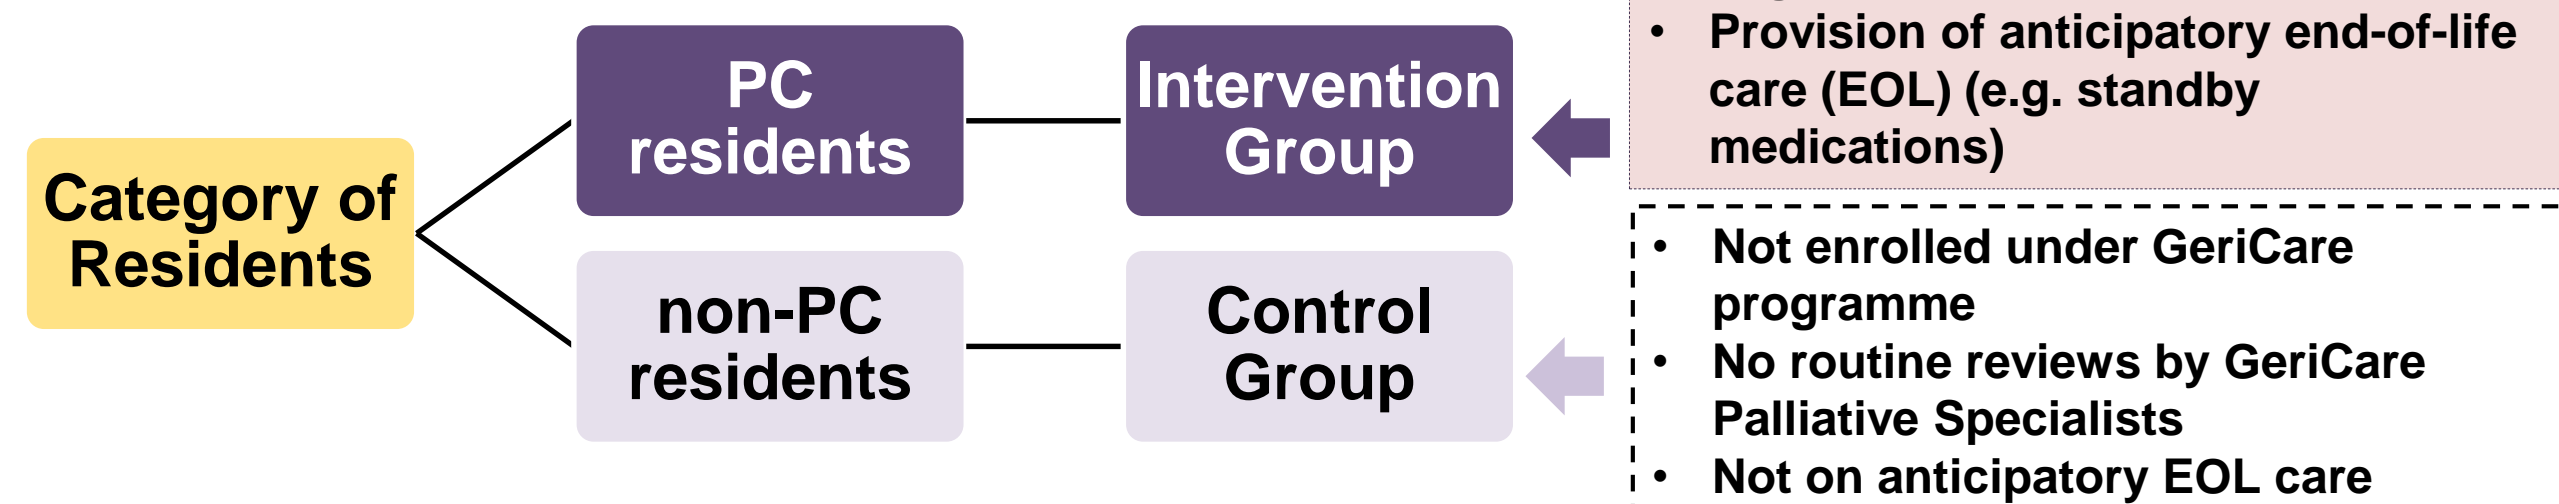 Category of
Residents
PC
residents
Intervention
Group
• Provision of anticipatory end-of-life
care (EOL) (e.g. standby
medications)
non-PC
residents
Control
Group
• Not enrolled under GeriCare
programme
• No routine reviews by GeriCare
Palliative Specialists
• Not on anticipatory EOL care